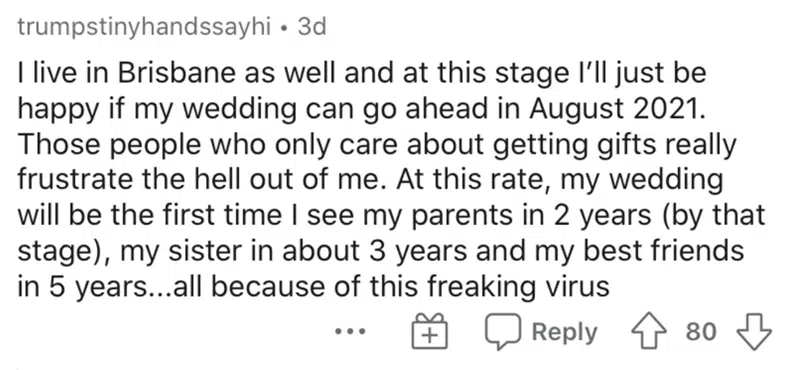 trumpstinyhandssayhi • 3d
I live in Brisbane as well and at this stage I'll just be
happy if my wedding can go ahead in August 2021.
Those people who only care about getting gifts really
frustrate the hell out of me. At this rate, my wedding
will be the first time I see my parents in 2 years (by that
stage), my sister in about 3 years and my best friends
in 5 years...all because of this freaking virus
Reply 80